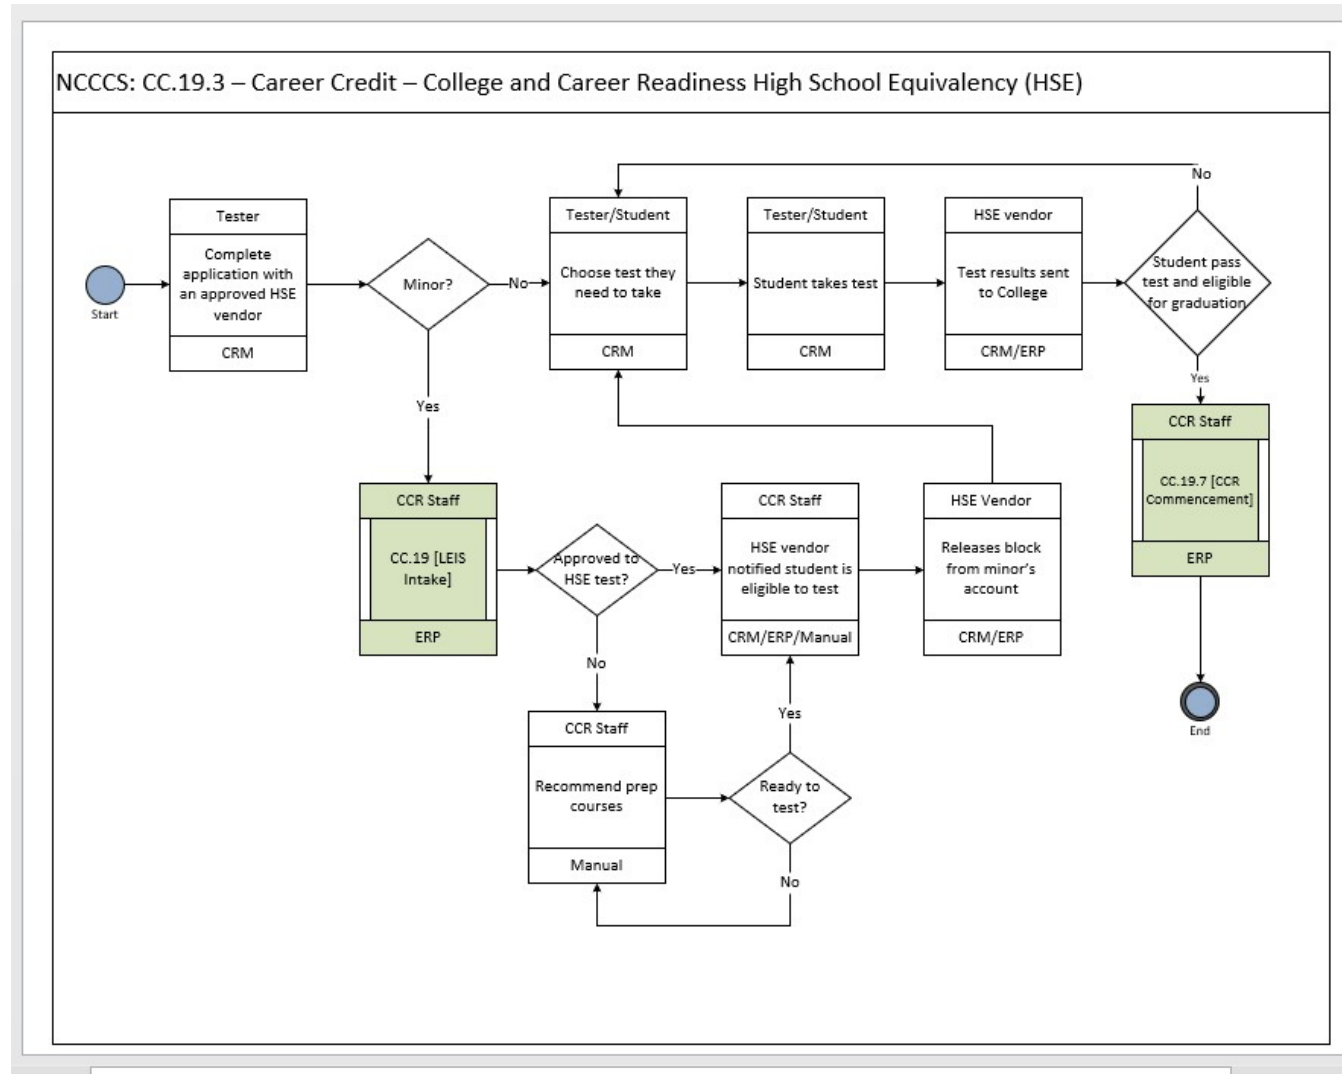 NCCCS: CC.19.3 – Career Credit – College and Career Readiness High School Equivalency (HSE)
Start
Tester
Complete
application with
an approved HSE
vendor
CRM
Minor?
No
Yes
Tester/Student
Choose test they
need to take
CRM
Tester/Student
Student takes test
CRM
HSE vendor
Test results sent
to College
CRM/ERP
No
Student pass
test and eligible
for graduation
Yes
CCR Staff
CC.19.7 [CCR
Commencement]
ERP
End
CCR Staff
CC.19 [LEIS
Intake]
ERP
Approved to
HSE test?
Yes
No
CCR Staff
HSE vendor
notified student is
eligible to test
CRM/ERP/Manual
HSE Vendor
Releases block
from minor's
account
CRM/ERP
CCR Staff
Recommend prep
courses
Manual
Yes
Ready to
test?
No